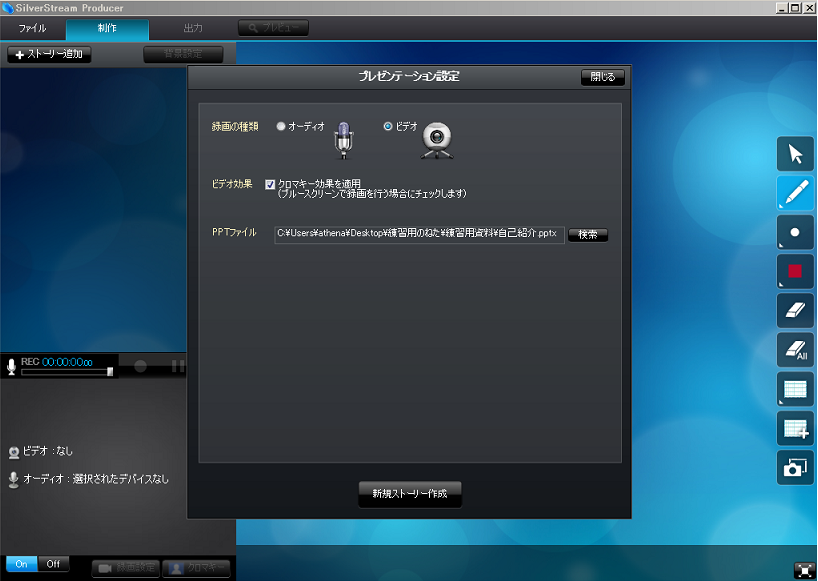 SilverStream Producer
ファイル
制作
出力
プレビュー
ストーリー追加
背景設定
プレゼンテーション設定
閉じる
録画の種類
オーディオ
ビデオ
ビデオ効果
クロマキー効果を適用
(ブルースクリーンで録画を行う場合にチェックします)
PPTファイル
C:¥Users¥athena¥Desktop¥練習用のねた¥練習用資料¥自己紹介.pptx
検索
REC 00:00:00
00
ビデオ : なし
オーディオ : 選択されたデバイスなし
新規ストーリー作成
All
On
Off
録画設定
クロマキー